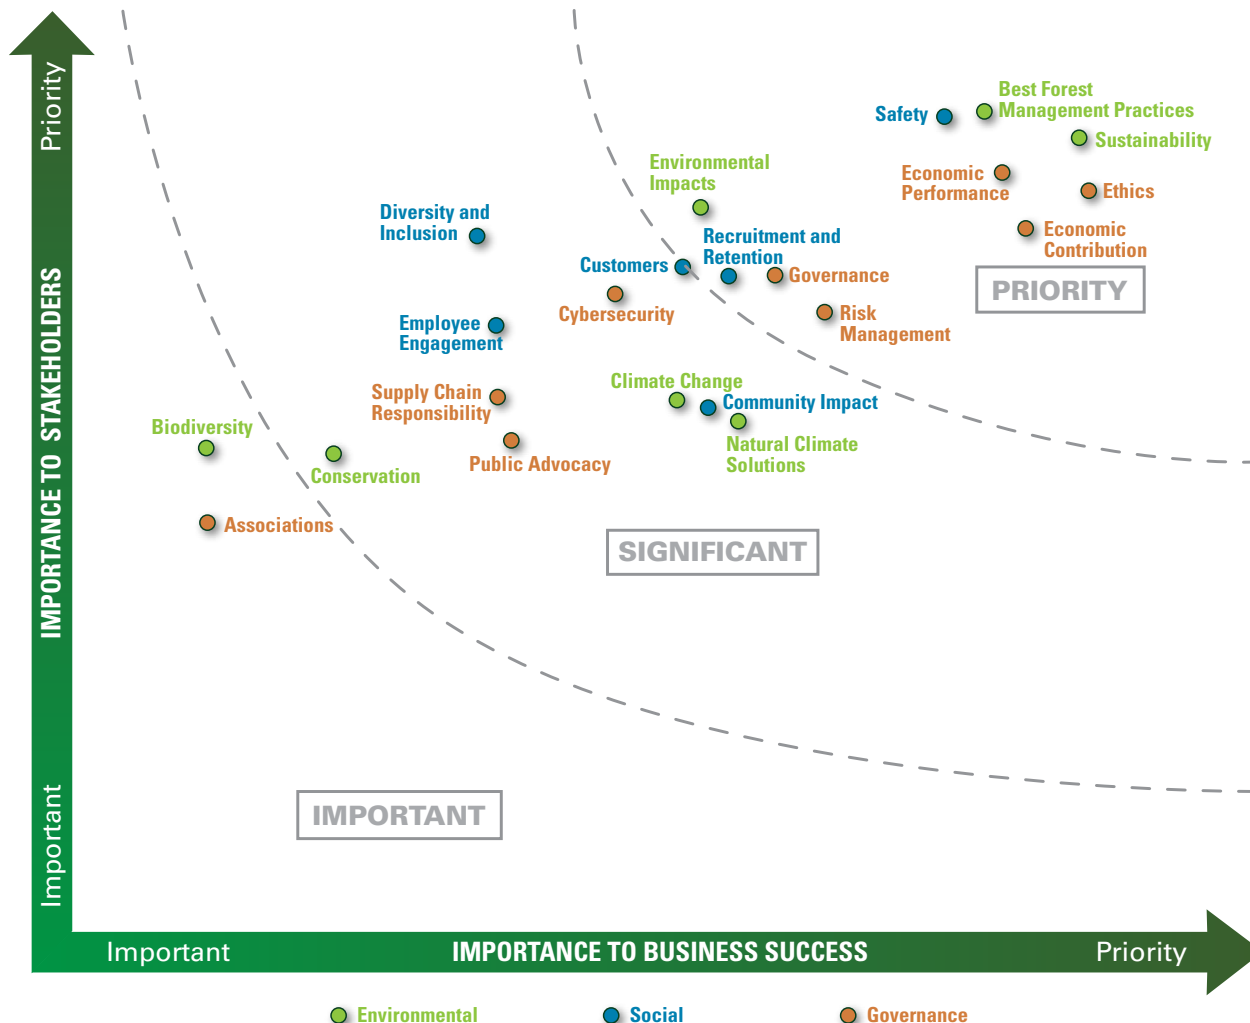 Priority
IMPORTANCE TO STAKEHOLDERS
Important
Best Forest
Management Practices
Safety
Sustainability
Environmental
Impacts
Economic
Performance
Ethics
Diversity and
Inclusion
Recruitment and
Retention
Economic
Contribution
Customers
Governance
PRIORITY
Cybersecurity
Risk
Management
Employee
Engagement
Climate Change
Supply Chain
Responsibility
Community Impact
Biodiversity
Natural Climate
Solutions
Public Advocacy
Conservation
Associations
SIGNIFICANT
IMPORTANT
Important
IMPORTANCE TO BUSINESS SUCCESS
Priority
Environmental
Social
Governance